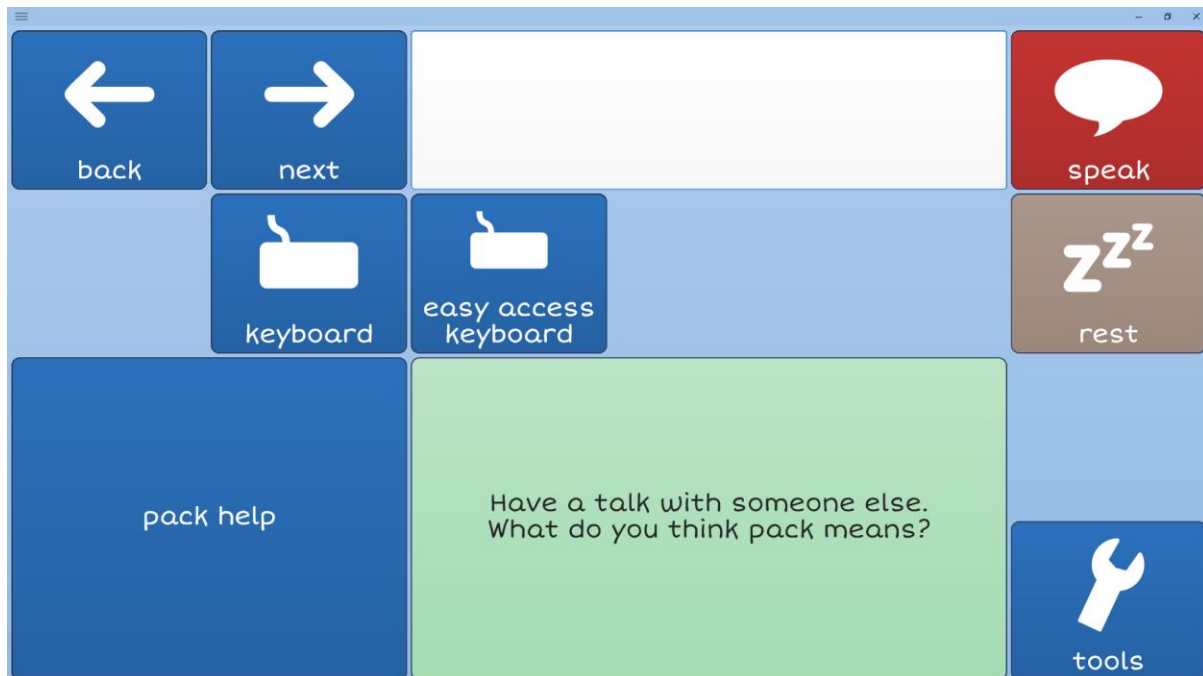 back
next
speak
keyboard
easy access
keyboard
zzz
rest
pack help
Have a talk with someone else.
What do you think pack means?
tools